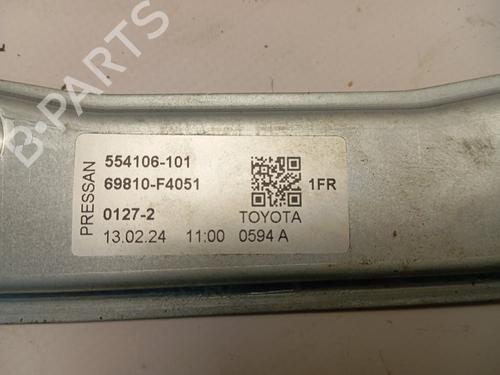 B-PARTS
PRESSAN
554106-101
69810-F4051
1FR
0127-2
TOYOTA
13.02.24 11:00 0594 A